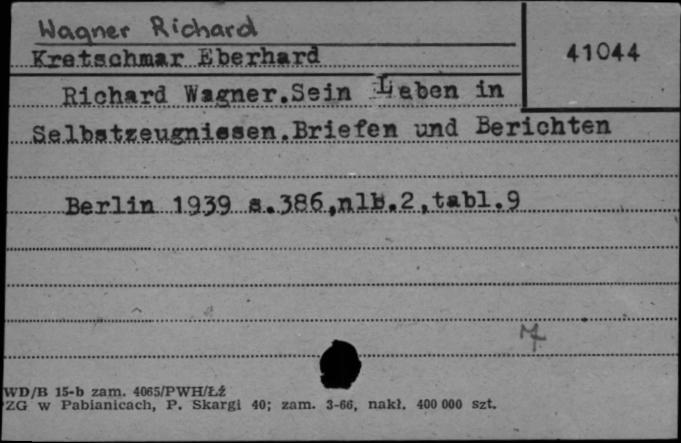 Wagner Richard
Kretschmar Eberhard
41044
Richard Wagner.Sein Leben in
Selbstzeugnissen.Briefen und Berichten
Berlin 1939 s.386,nlb.2,tabl.9
WD/B 15-b zam. 4065/PWH/Łź
ZG w Pabianicach, P. Skargi 40; zam. 3-66, nakł. 400 000 szt.